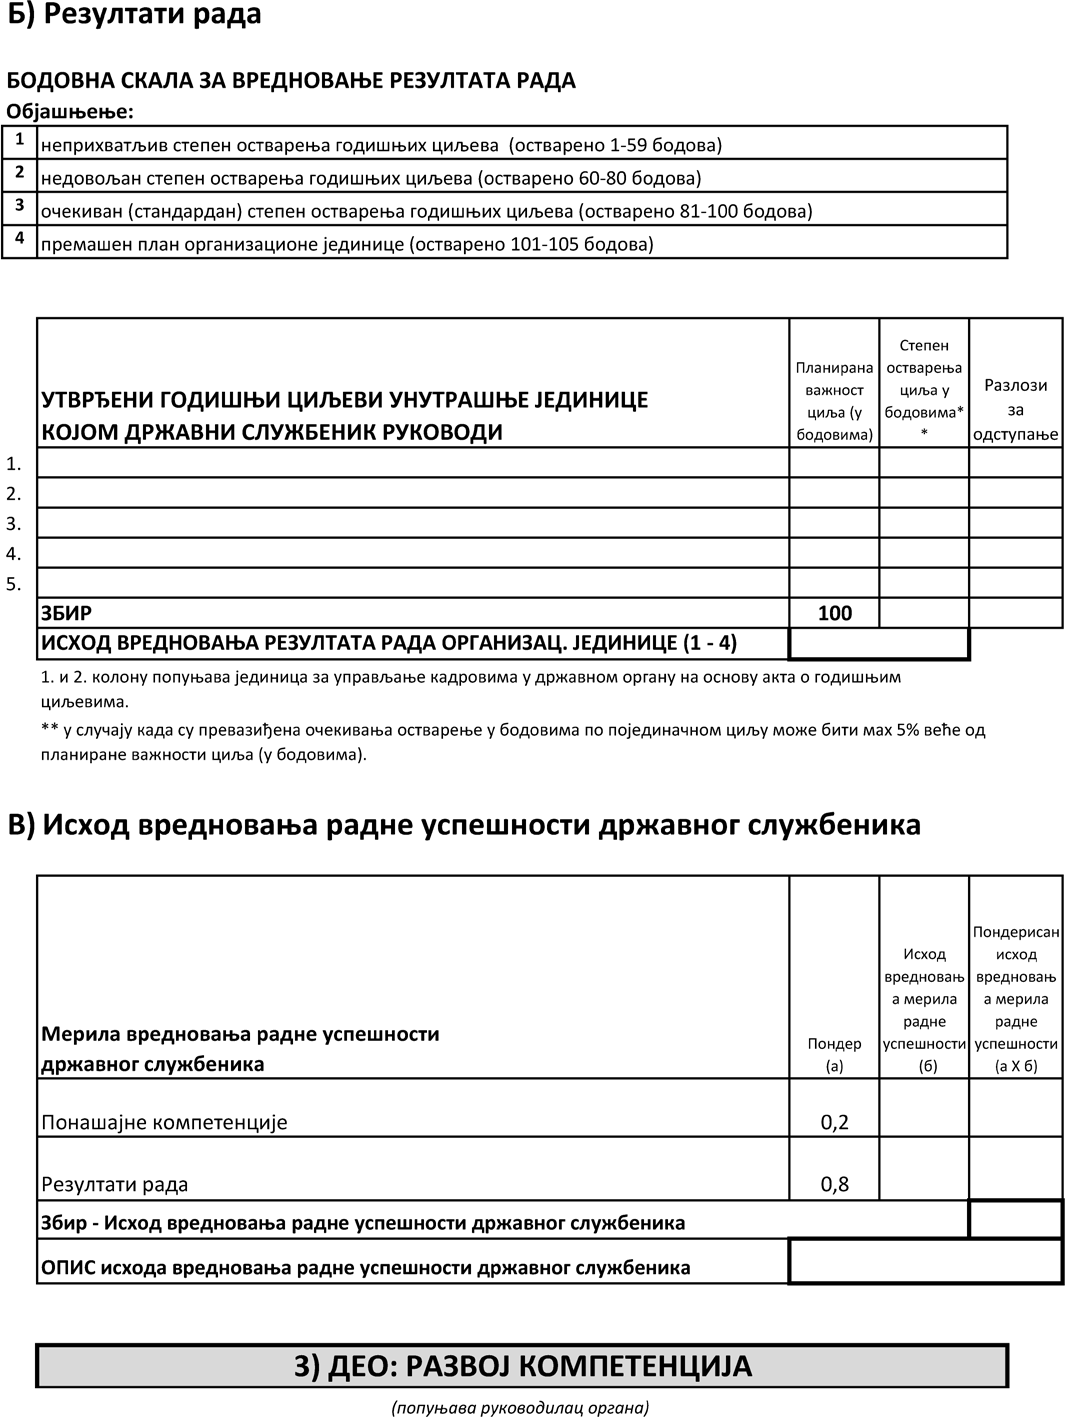 Б) Резултати рада
БОДОВНА СКАЛА ЗА ВРЕДНОВАЊЕ РЕЗУЛТАТА РАДА
Објашњење:
1 неприхватљив степен остварења годишњих циљева (остварено 1-59 бодова)
2 недовољан степен остварења годишњих циљева (остварено 60-80 бодова)
3 очекиван (стандардан) степен остварења годишњих циљева (остварено 81-100 бодова)
4 премашен план организационе јединице (остварено 101-105 бодова)
УТВРЂЕНИ ГОДИШЊИ ЦИЉЕВИ УНУТРАШЊЕ ЈЕДИНИЦЕ
КОЈОМ ДРЖАВНИ СЛУЖБЕНИК РУКОВОДИ
Планирана
важност
циља (у
бодовима)
Степен
остварења
циља у
бодовима*
*
Разлози
за
одступање
1.
2.
3.
4.
5.
ЗБИР 100
ИСХОД ВРЕДНОВАЊА РЕЗУЛТАТА РАДА ОРГАНИЗАЦ. ЈЕДИНИЦЕ (1 - 4)
1. и 2. колону попуњава јединица за управљање кадровима у државном органу на основу акта о годишњим
циљевима.
** у случају када су превазиђена очекивања остварење у бодовима по појединачном циљу може бити мах 5% веће од
планиране важности циља (у бодовима).
В) Исход вредновања радне успешности државног службеника
Мерила вредновања радне успешности
државног службеника
Пондер
(а)
Исход
вредновањ
а мерила
радне
успешности
(б)
Пондерисан
исход
вредновањ
а мерила
радне
успешности
(а X б)
Понашајне компетенције 0,2
Резултати рада 0,8
Збир - Исход вредновања радне успешности државног службеника
ОПИС исхода вредновања радне успешности државног службеника
3) ДЕО: РАЗВОЈ КОМПЕТЕНЦИЈА
(попуњава руководилац органа)